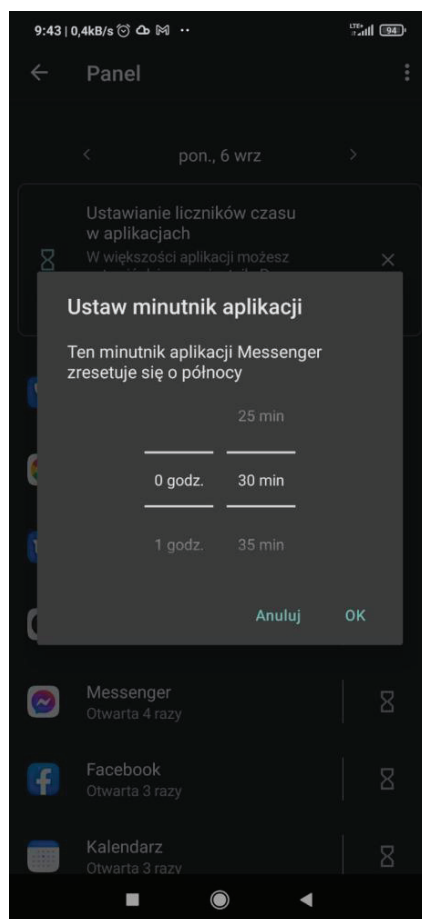 9:43 | 0,4kB/s
LTE+
94
Panel
pon., 6 wrz
Ustawianie liczników czasu
w aplikacjach
W większości aplikacji możesz
Ustaw minutnik aplikacji
Ten minutnik aplikacji Messenger
zresetuje się o północy
25 min
0 godz. 30 min
1 godz. 35 min
Anuluj OK
Messenger
Otwarta 4 razy
Facebook
Otwarta 3 razy
Kalendarz
Otwarta 3 razy